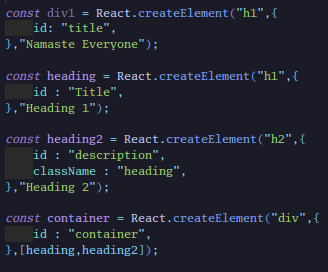 const div1 = React.createElement("h1",{
id: "title",
},"Namaste Everyone");
const heading = React.createElement("h1",{
id : "Title",
},"Heading 1");
const heading2 = React.createElement("h2",{
id : "description",
className : "heading",
},"Heading 2");
const container = React.createElement("div",{
id : "container",
},[heading,heading2]);